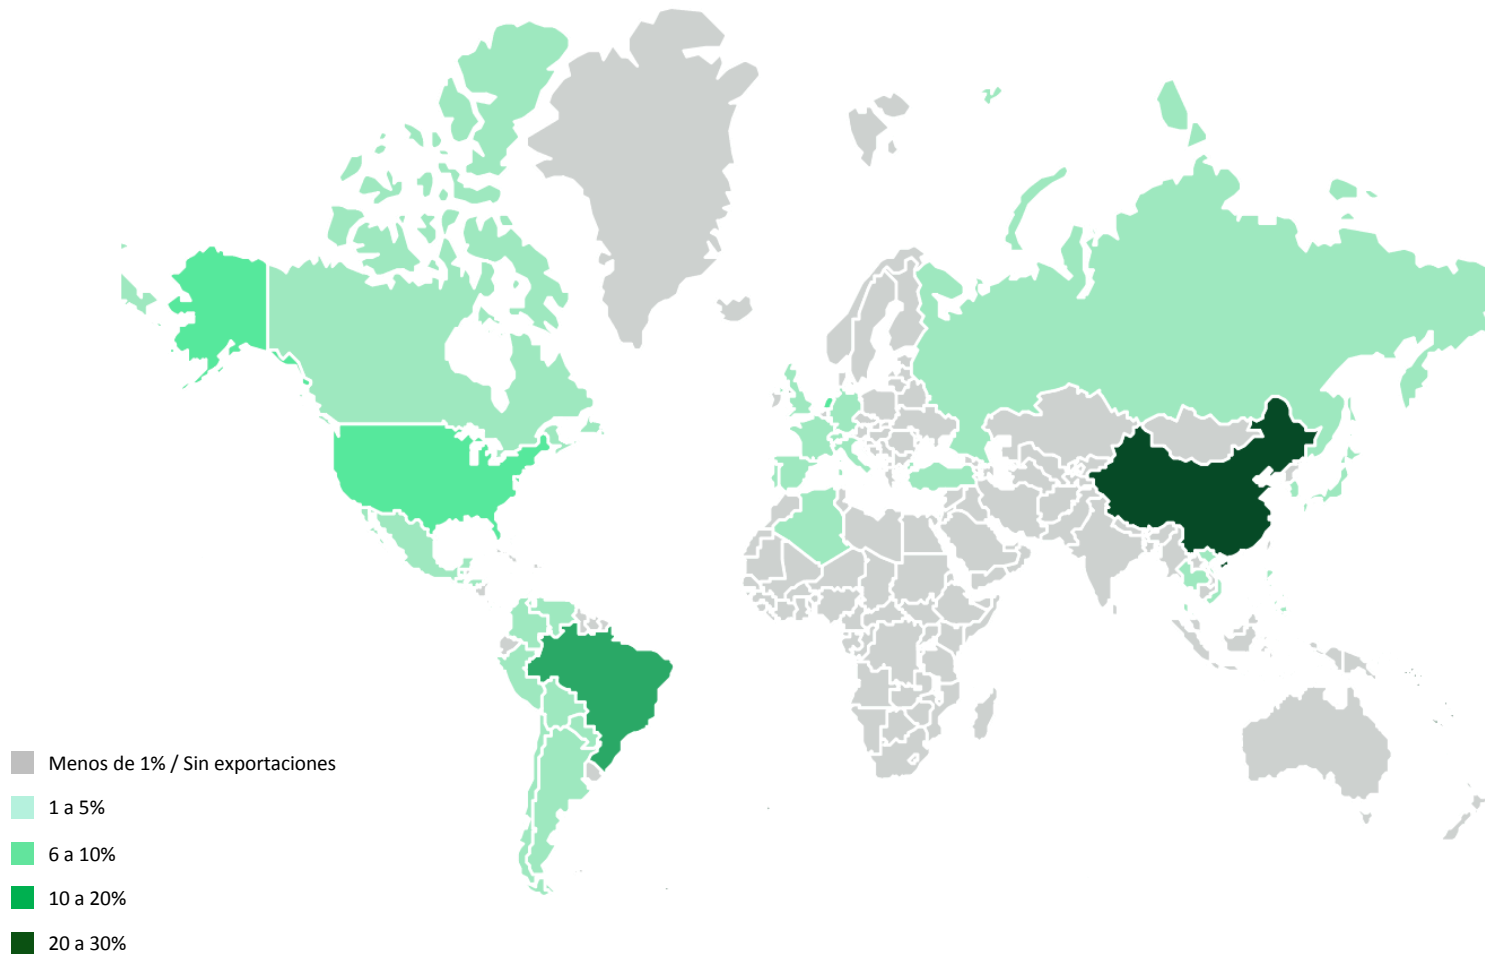 Menos de 1% / Sin exportaciones
1 a 5%
6 a 10%
10 a 20%
20 a 30%